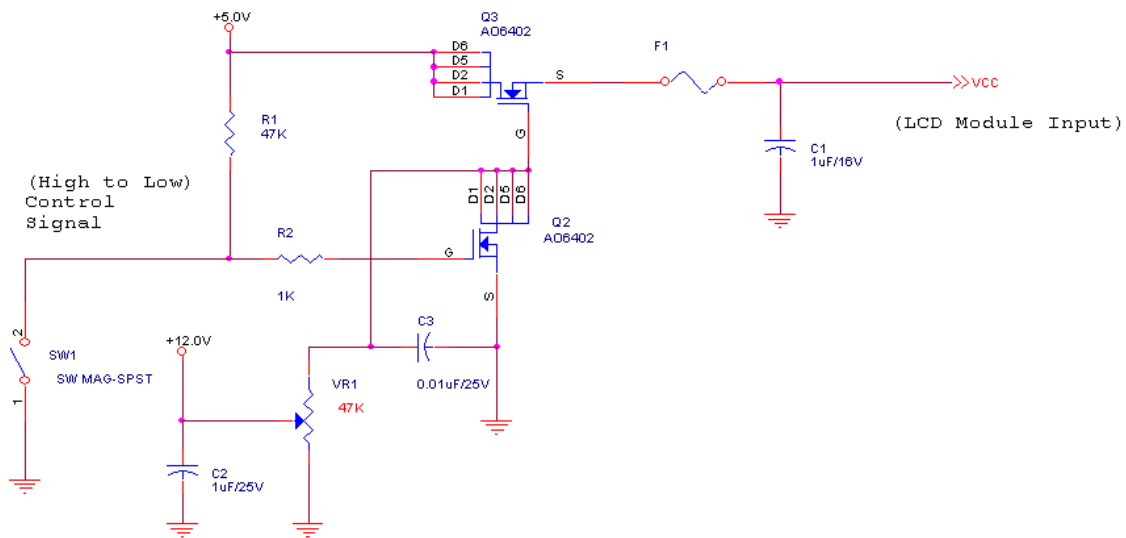 +5.0V
Q3
AO6402
D6
D5
D2
D1
S
G
F1
VCC
(LCD Module Input)
R1
47K
C1
1uF/16V
(High to Low)
Control
Signal
D1
D2
D5
D6
Q2
AO6402
R2
1K
G
S
C3
0.01uF/25V
+12.0V
2
SW1
SW MAG-SPST
1
VR1
47K
C2
1uF/25V